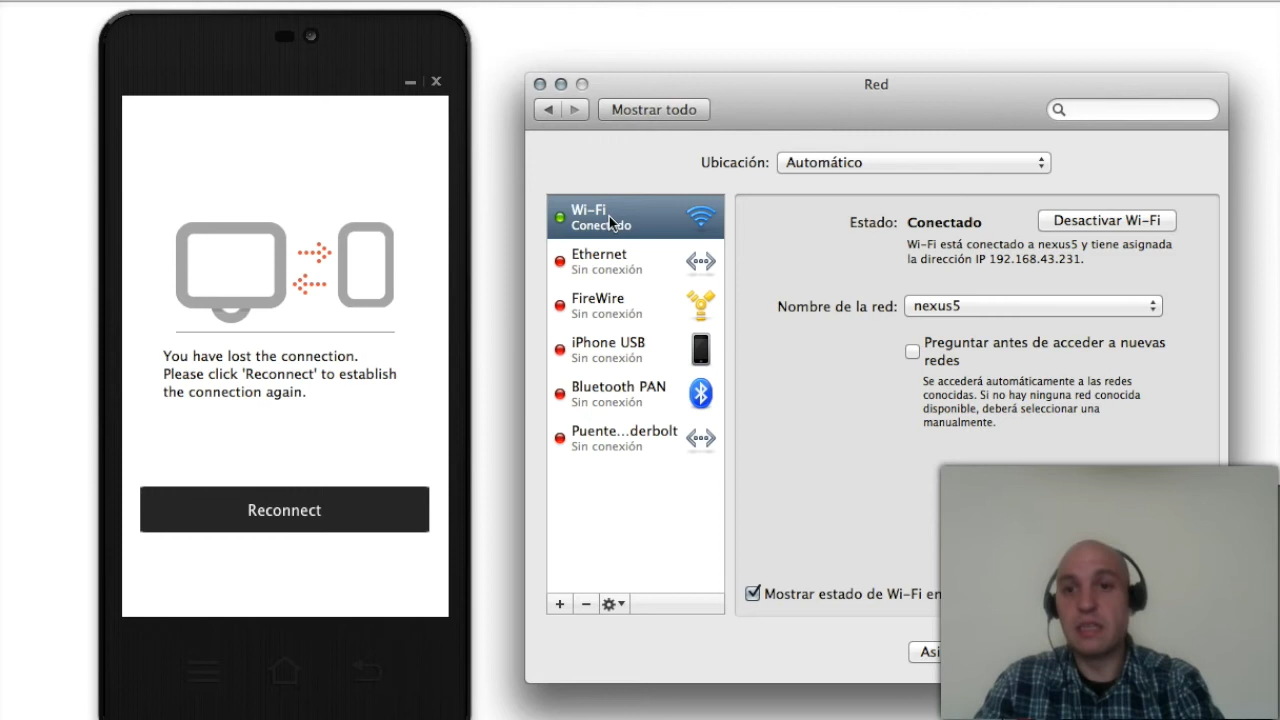 You have lost the connection.
Please click 'Reconnect' to establish
the connection again.
Reconnect
Red
Mostrar todo
Ubicación: Automático
Wi-Fi
Conectado
Ethernet
Sin conexión
FireWire
Sin conexión
iPhone USB
Sin conexión
Bluetooth PAN
Sin conexión
Puente...derbolt
Sin conexión
Estado: Conectado
Desactivar Wi-Fi
Wi-Fi está conectado a nexus5 y tiene asignada
la dirección IP 192.168.43.231.
Nombre de la red: nexus5
Preguntar antes de acceder a nuevas
redes
Se accederá automáticamente a las redes
conocidas. Si no hay ninguna red conocida
disponible, deberá seleccionar una
manualmente.
Mostrar estado de Wi-Fi en
Asi